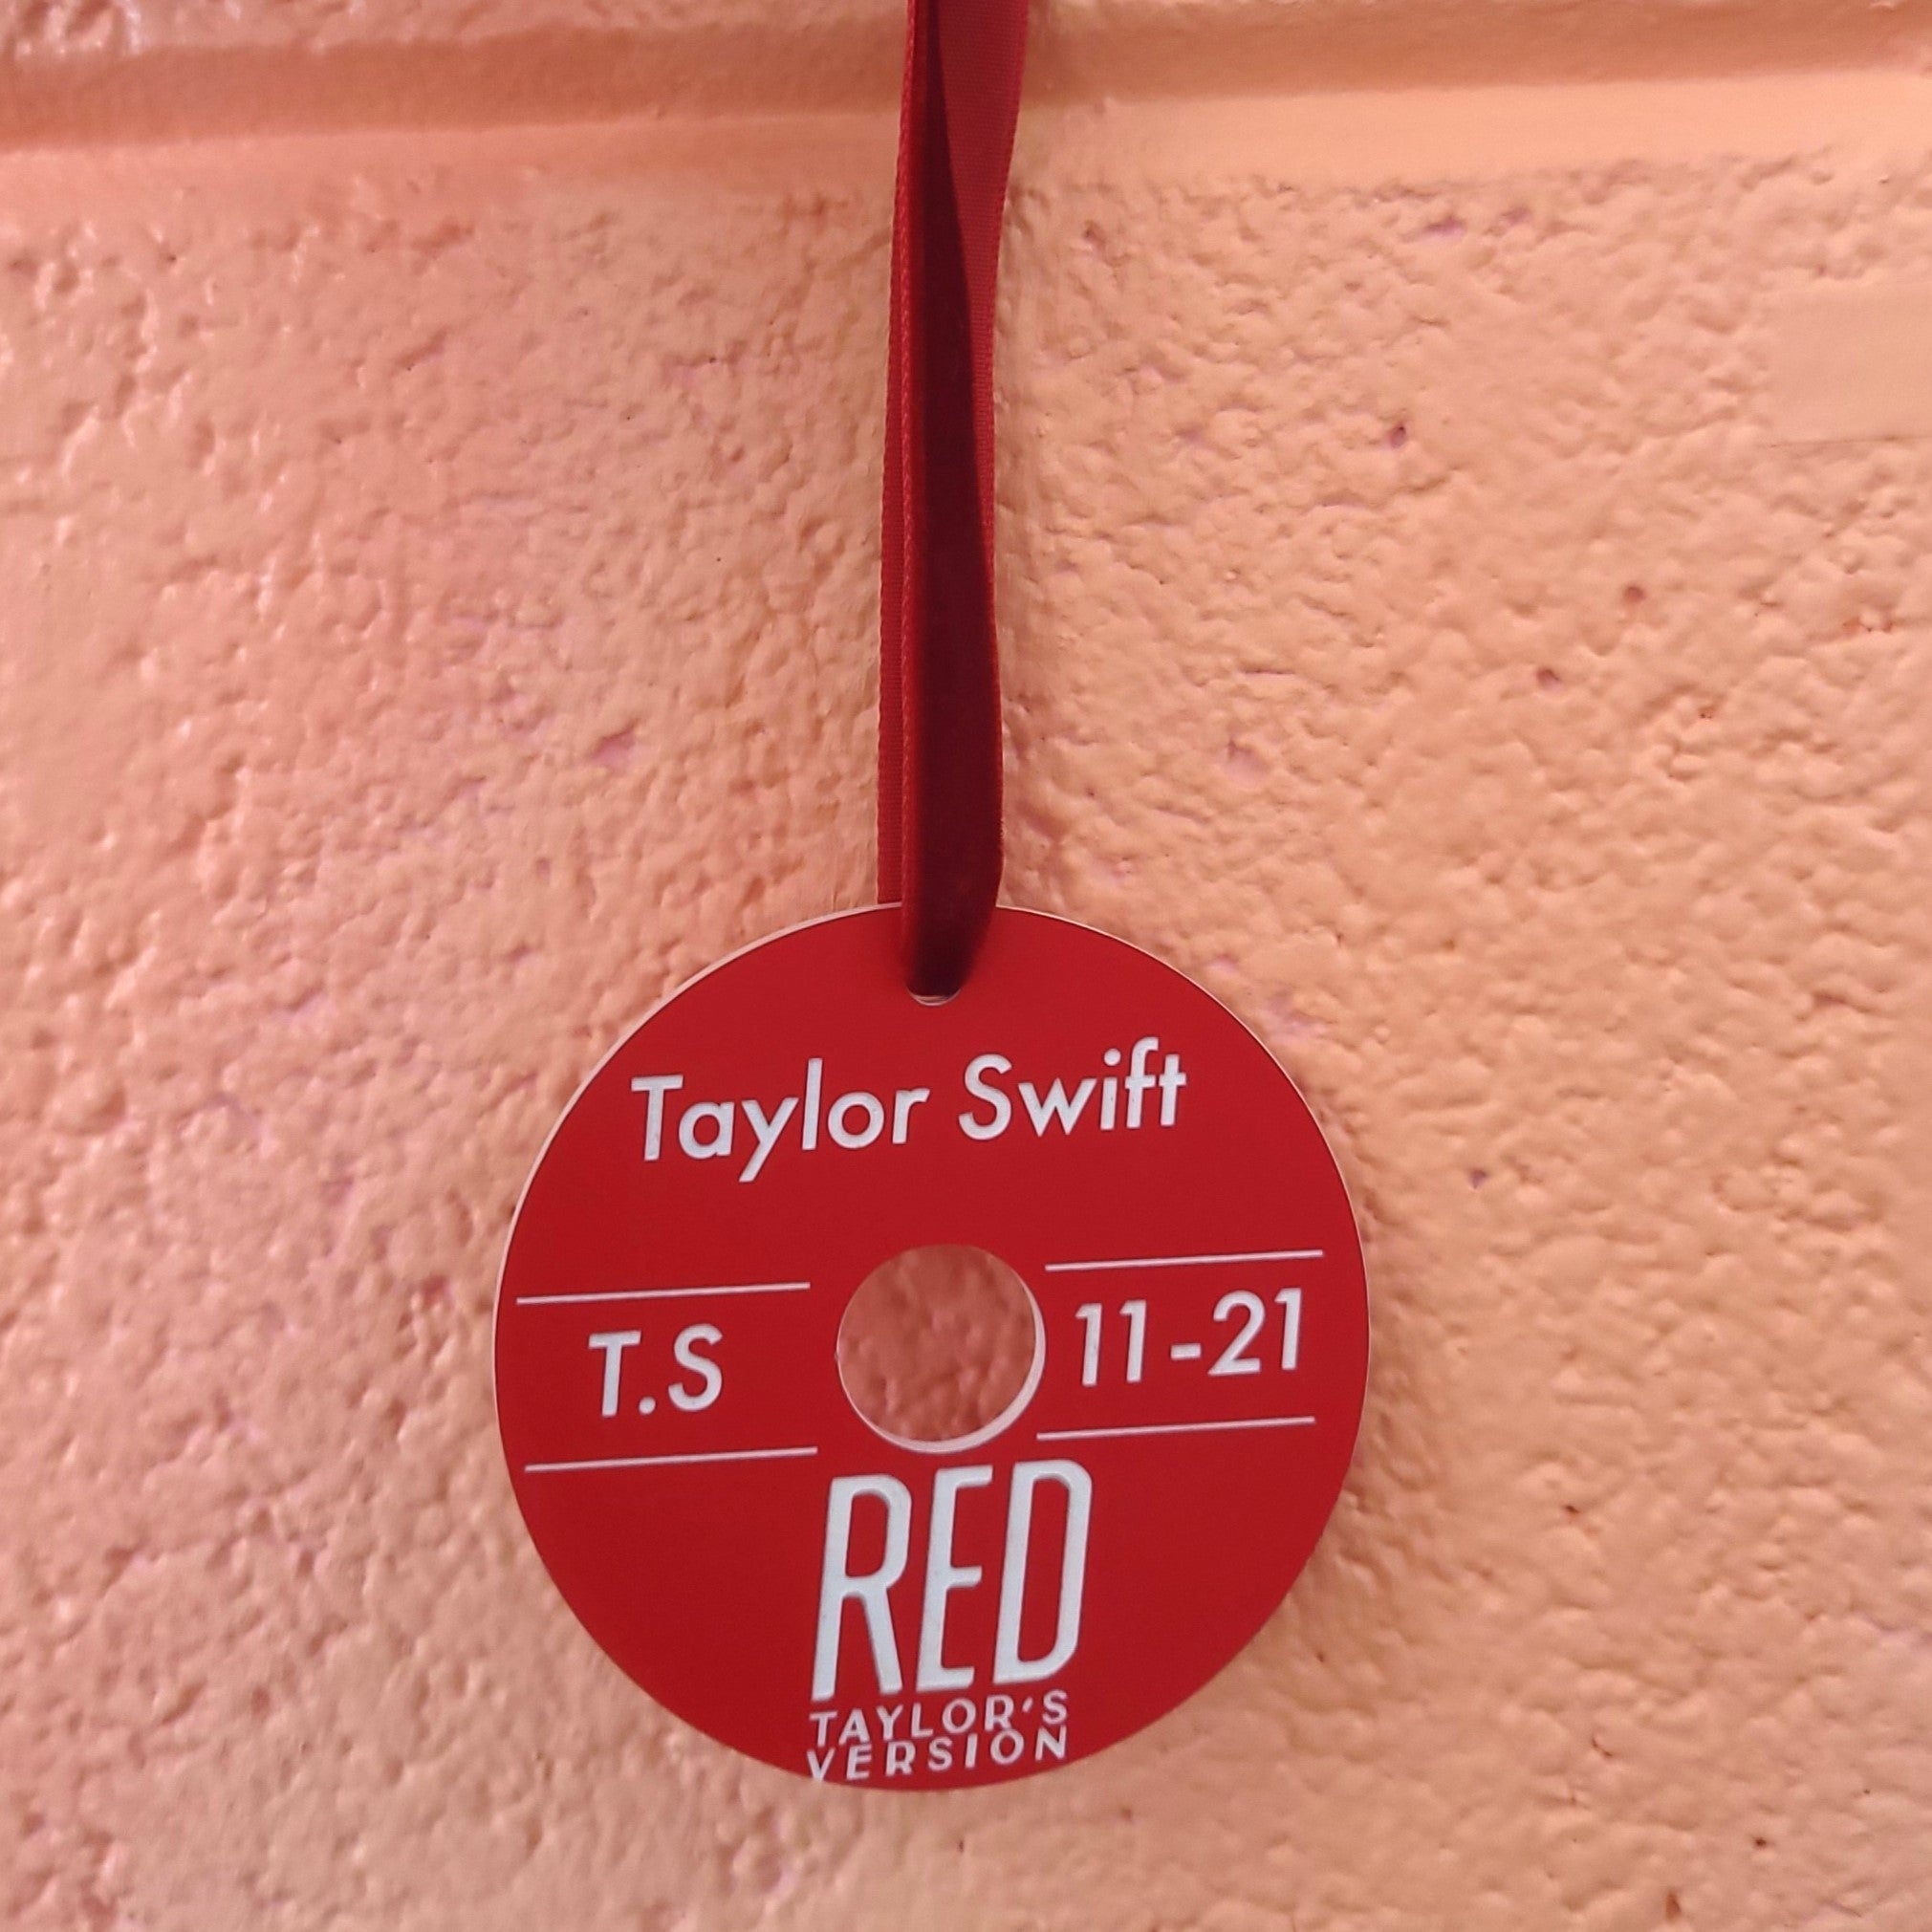 Taylor Swift
T.S
11-21
RED
TAYLOR'S
VERSION